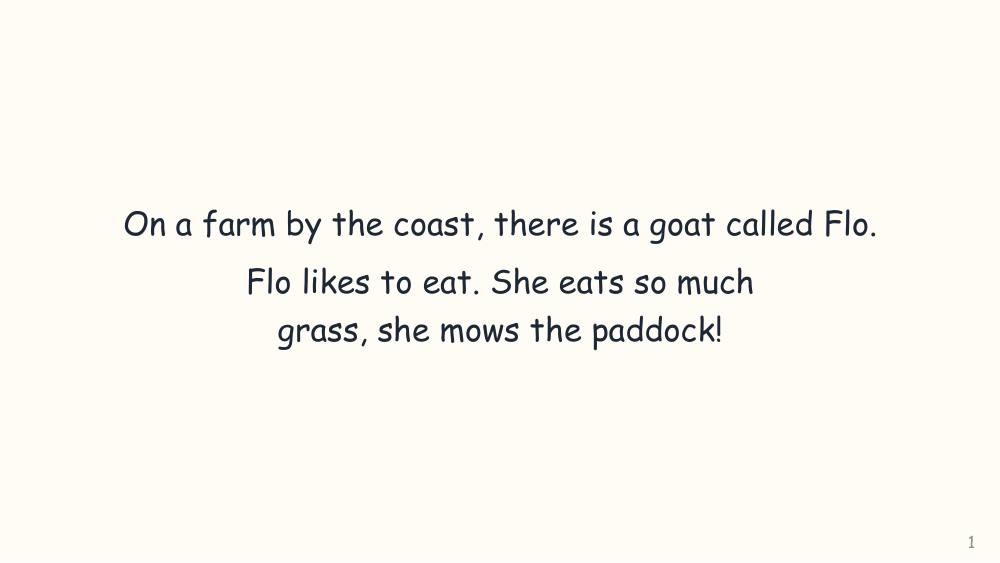 On a farm by the coast, there is a goat called Flo.
Flo likes to eat. She eats so much
grass, she mows the paddock!
1